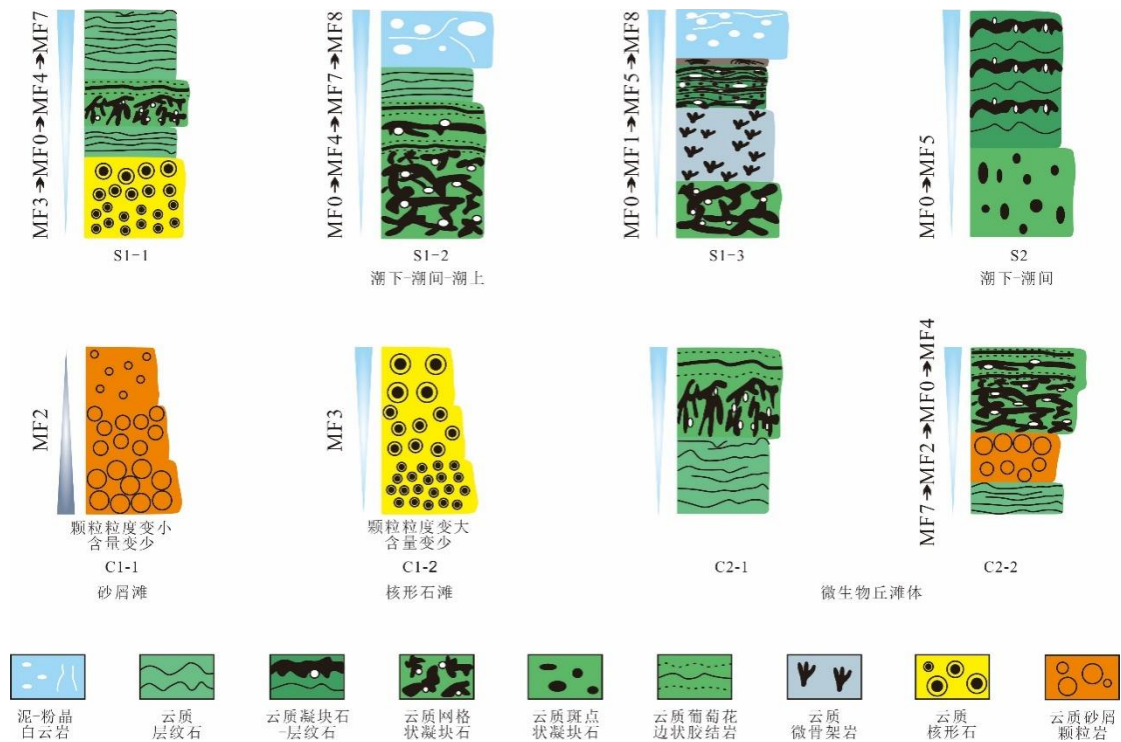 MF3→MF0→MF4→MF7
S1-1
MF0→MF4→MF7→MF8
S1-2
潮下-潮间-潮上
MF0→MF1→MF5→MF8
S1-3
MF0→MF5
S2
潮下-潮间
MF2
颗粒粒度变小
含量变少
C1-1
砂屑滩
MF3
颗粒粒度变大
含量变少
C1-2
核形石滩
C2-1
MF7→MF2→MF0→MF4
C2-2
微生物丘滩体
泥-粉晶
白云岩
云质
层纹石
云质凝块石
-层纹石
云质网格
状凝块石
云质斑点
状凝块石
云质葡萄花
边状胶结岩
云质
微骨架岩
云质
核形石
云质砂屑
颗粒岩